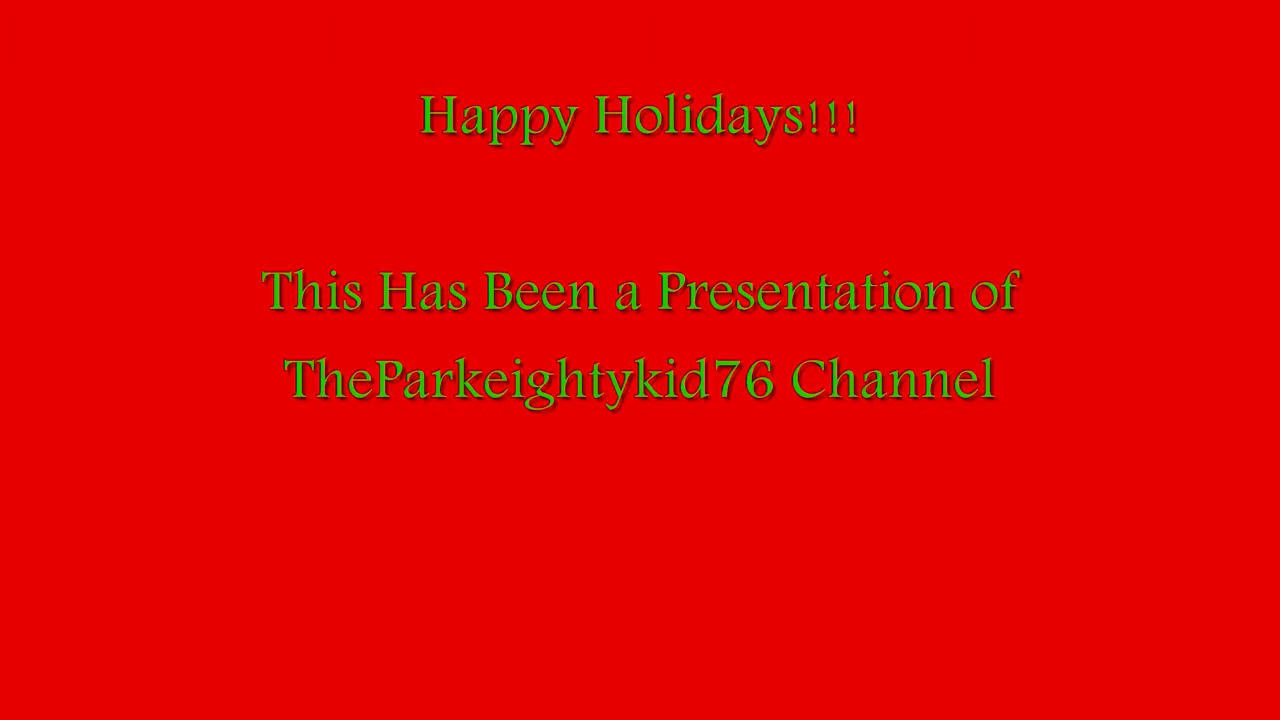 Happy Holidays!!!
This Has Been a Presentation of
TheParkeightykid76 Channel